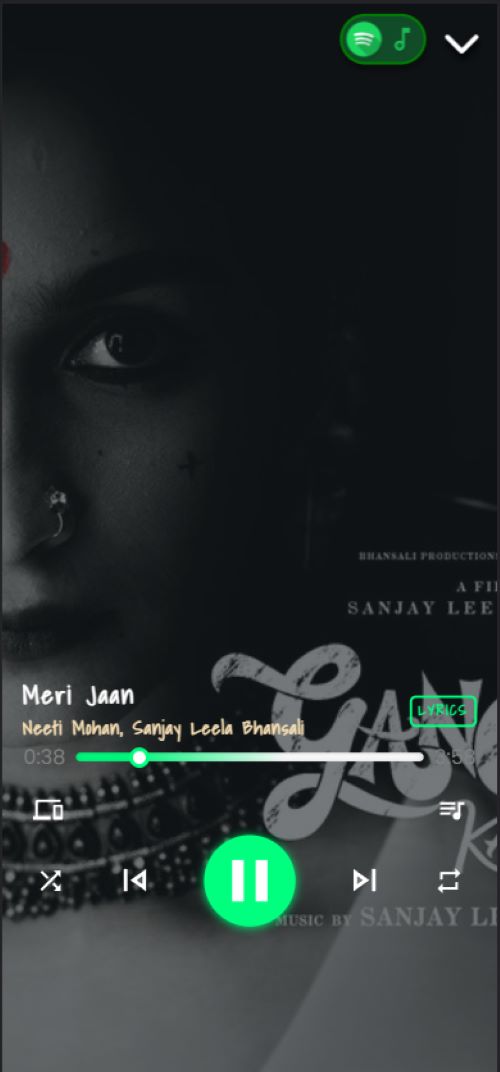 BHANSALI PRODUCTIONS
A FI
SANJAY LEE
GAN
Meri Jaan
LYRICS
Neeti Mohan, Sanjay Leela Bhansali
0:38
3:53
K
MUSIC BY SANJAY L